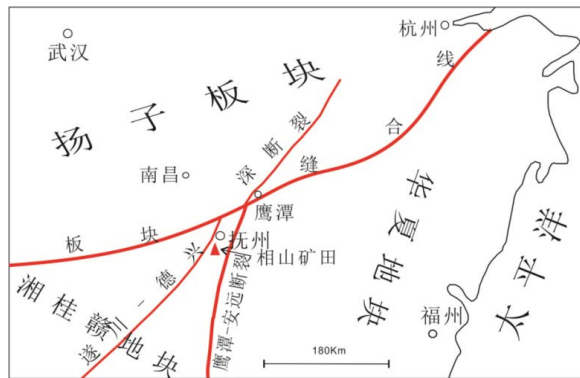 武汉
杭州
扬子板块
南昌
板块缝合线
鹰潭
抚州
相山矿田
遂川-德兴深断裂
鹰潭-安远断裂
湘桂赣地块
华夏地块
福州
太平洋
180Km